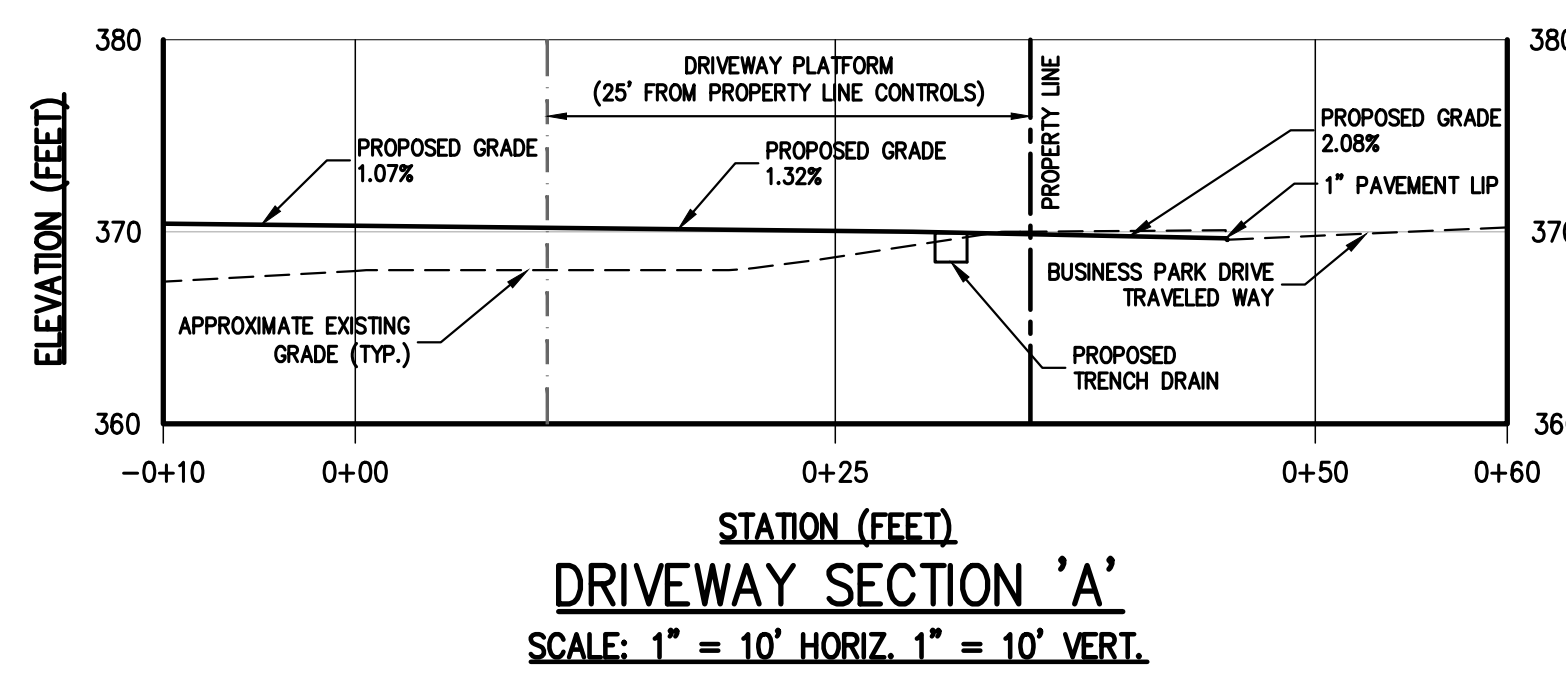 380
380
DRIVEWAY PLATFORM
(25' FROM PROPERTY LINE CONTROLS)
PROPERTY LINE
PROPOSED GRADE
1.07%
PROPOSED GRADE
1.32%
PROPOSED GRADE
2.08%
1" PAVEMENT LIP
ELEVATION (FEET)
370
370
BUSINESS PARK DRIVE
TRAVELED WAY
APPROXIMATE EXISTING
GRADE (TYP.)
PROPOSED
TRENCH DRAIN
360
36
-0+10
0+00
0+25
0+50
0+60
STATION (FEET)
DRIVEWAY SECTION 'A'
SCALE: 1" = 10' HORIZ. 1" = 10' VERT.